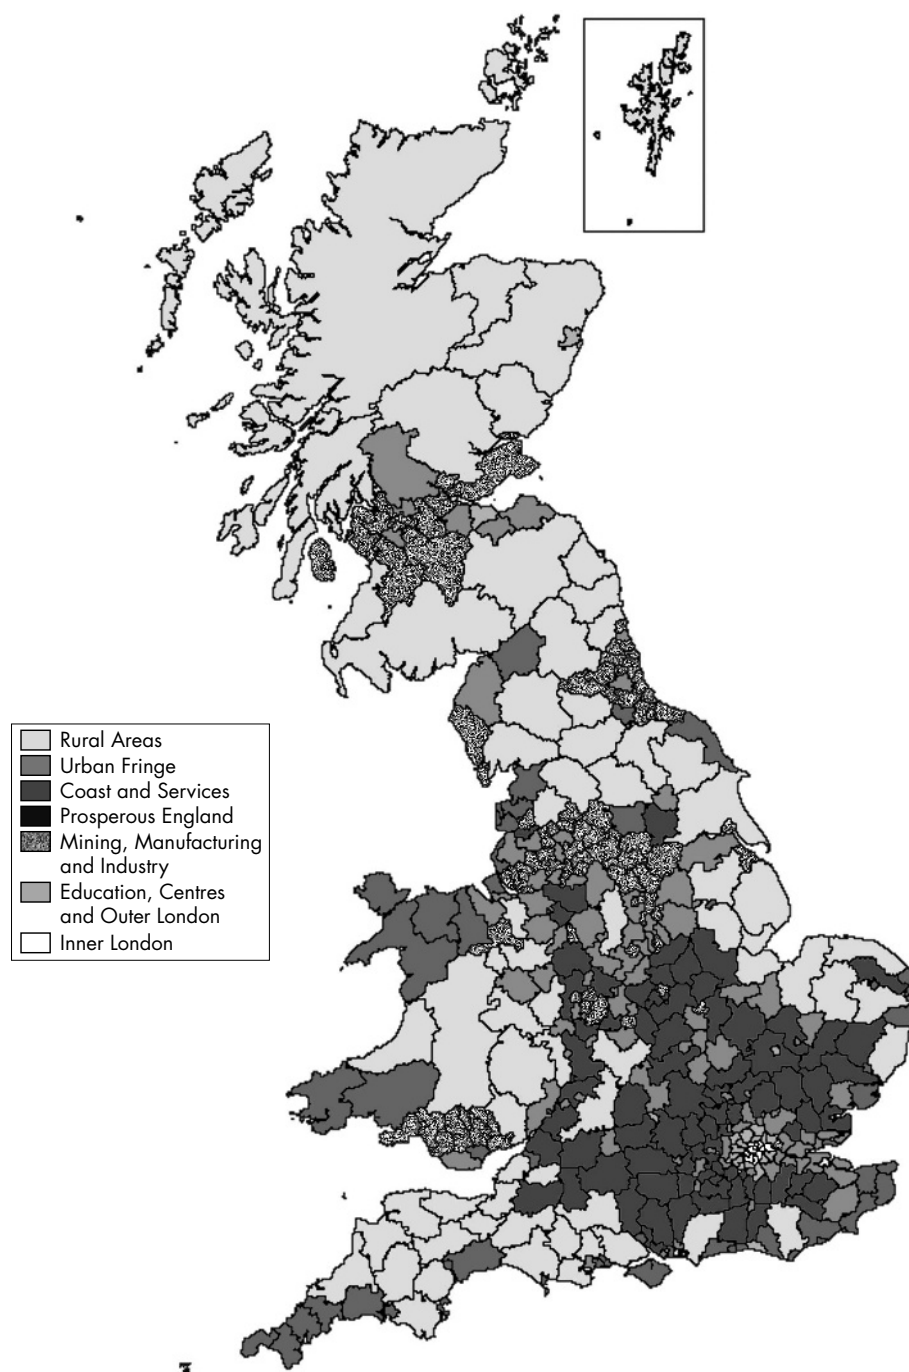 Rural Areas
Urban Fringe
Coast and Services
Prosperous England
Mining, Manufacturing
and Industry
Education, Centres
and Outer London
Inner London